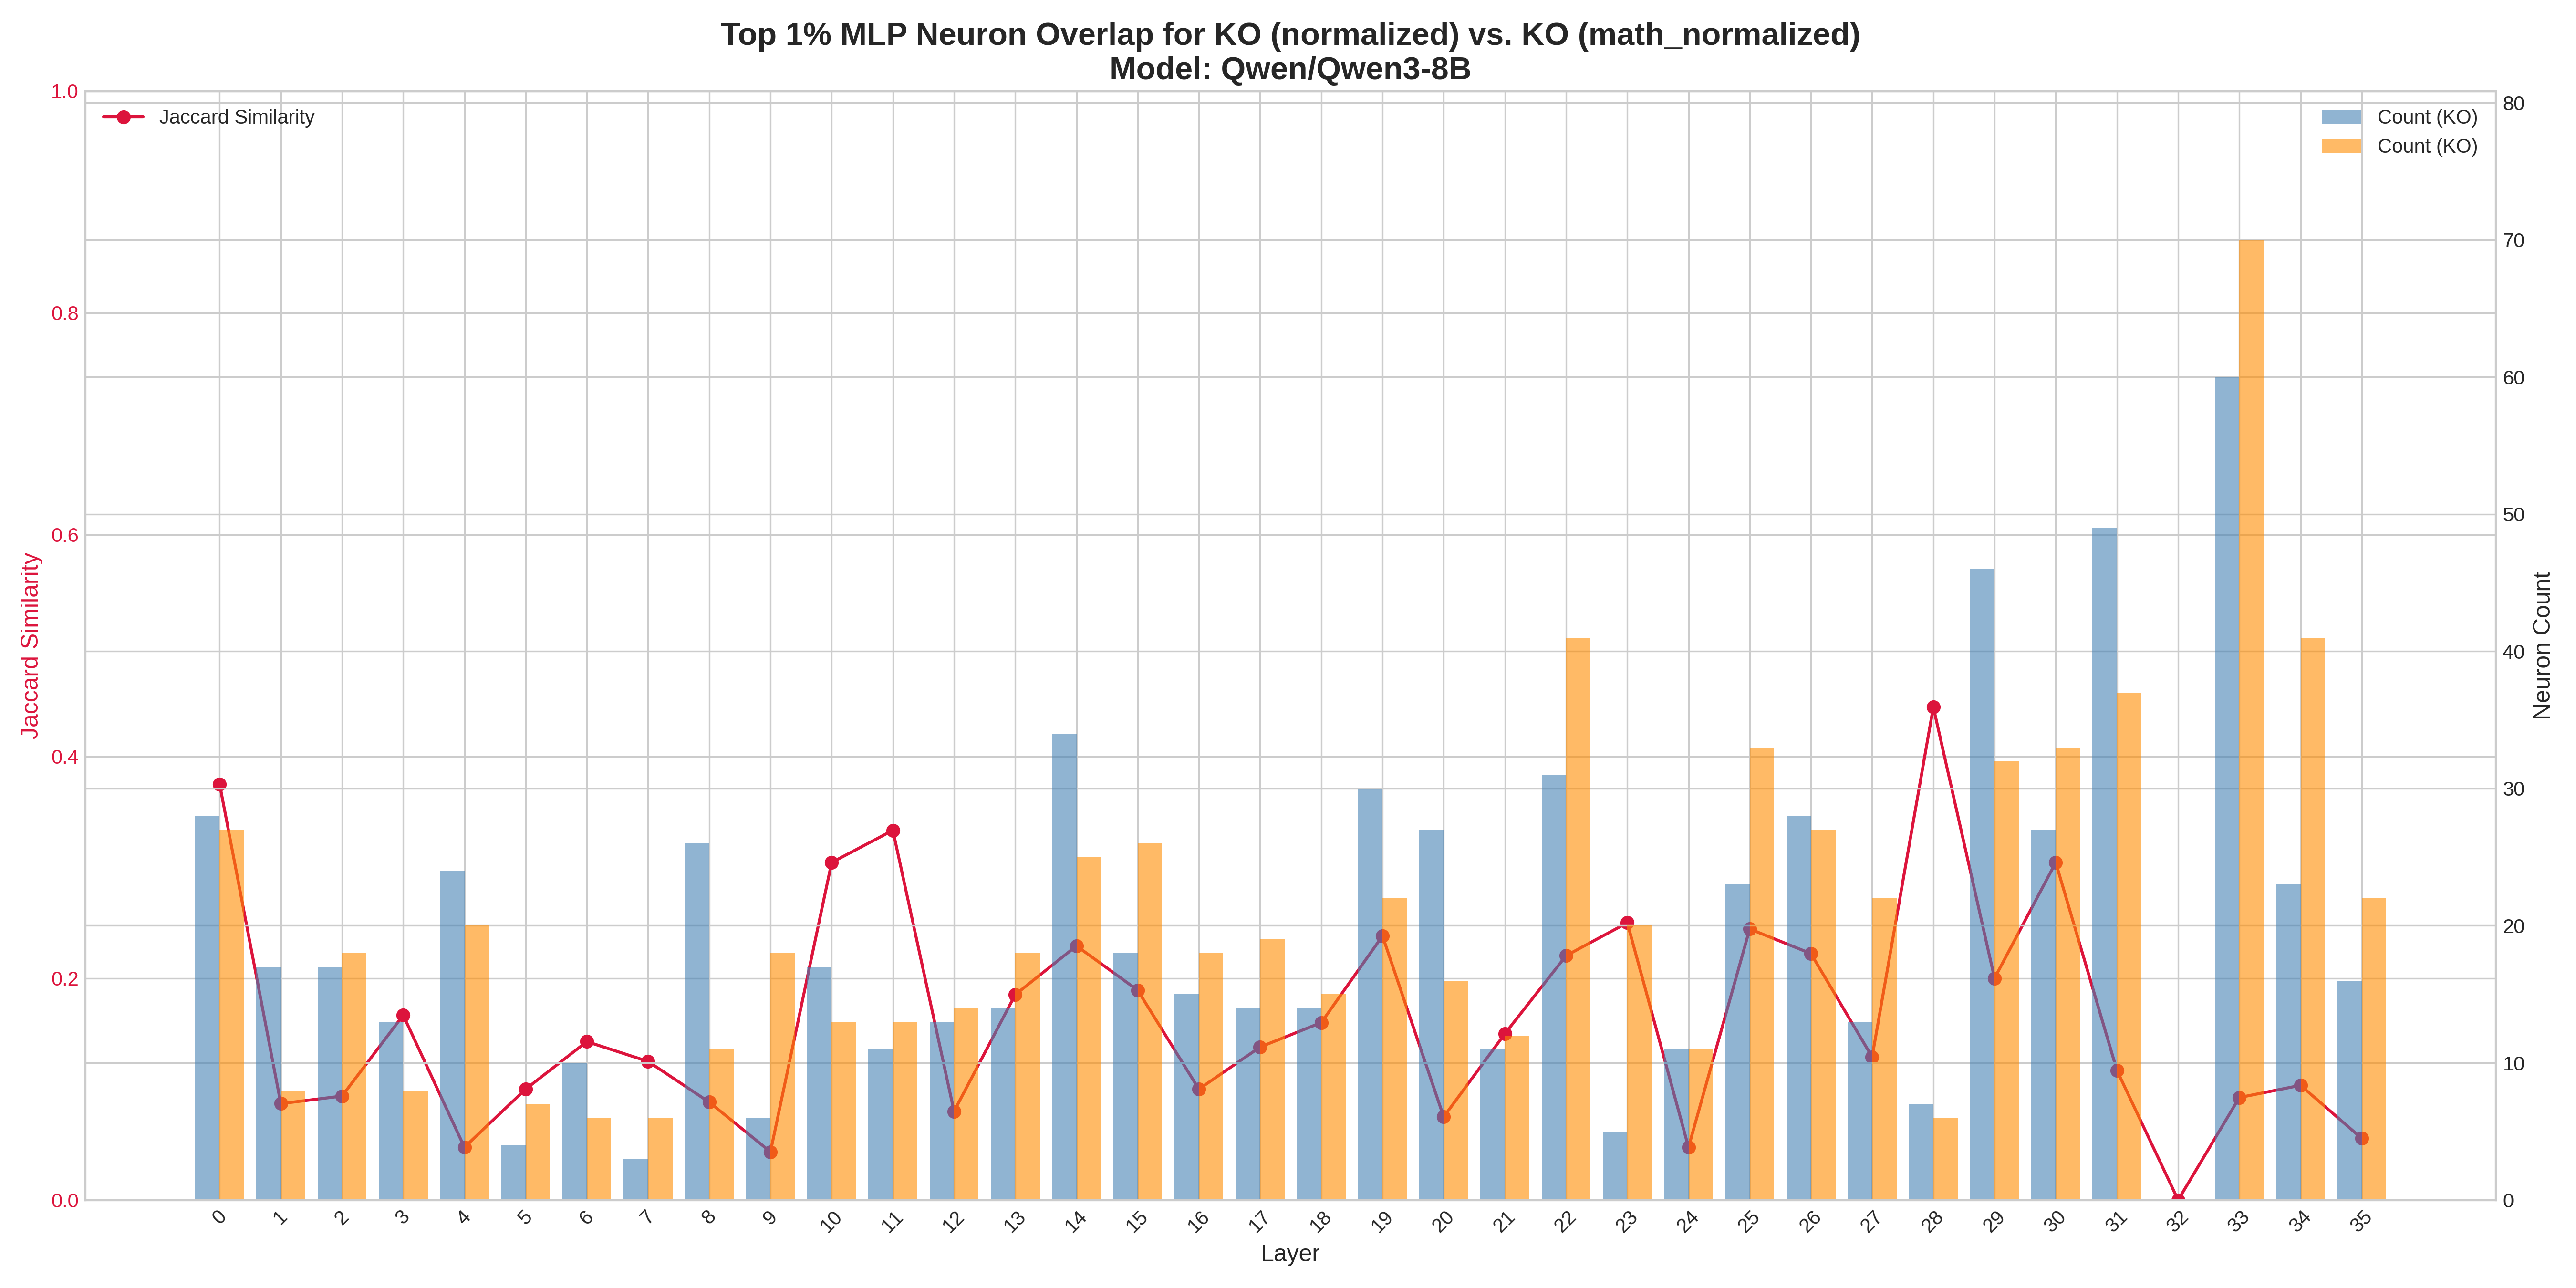 Top 1% MLP Neuron Overlap for KO (normalized) vs. KO (math_normalized)
Model: Qwen/Qwen3-8B
Jaccard Similarity
Count (KO)
Count (KO)
Jaccard Similarity
1.0
0.8
0.6
0.4
0.2
0.0
Neuron Count
80
70
60
50
40
30
20
10
0
0 1 2 3 4 5 6 7 8 9 10 11 12 13 14 15 16 17 18 19 20 21 22 23 24 25 26 27 28 29 30 31 32 33 34 35
Layer